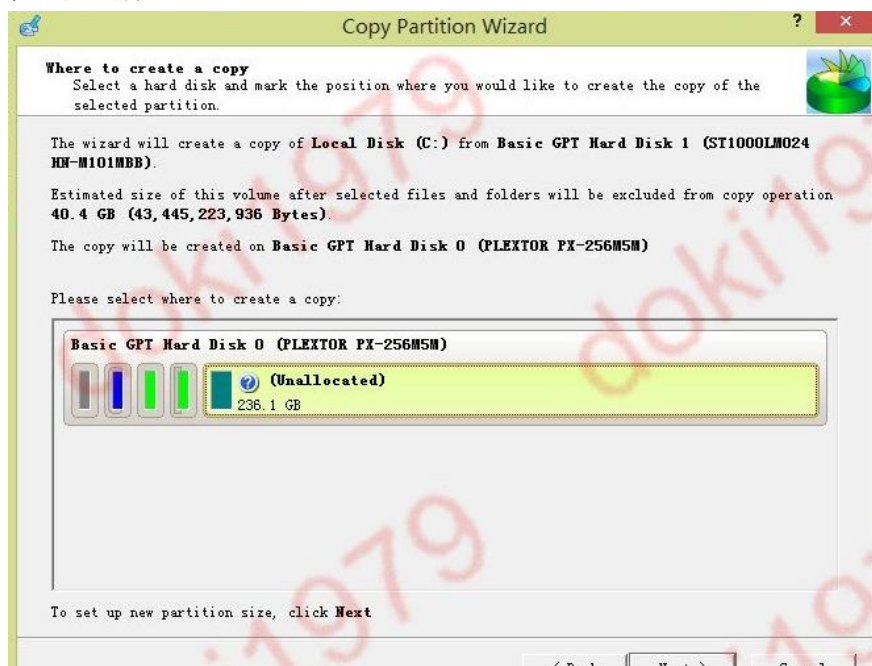 Copy Partition Wizard
?
×
Where to create a copy
Select a hard disk and mark the position where you would like to create the copy of the
selected partition.
The wizard will create a copy of Local Disk (C:) from Basic GPT Hard Disk 1 (ST1000LM024
HN-M101MBB).
Estimated size of this volume after selected files and folders will be excluded from copy operation
40.4 GB (43,445,223,936 Bytes).
The copy will be created on Basic GPT Hard Disk 0 (PLEXTOR PX-256M5M)
Please select where to create a copy:
Basic GPT Hard Disk 0 (PLEXTOR PX-256M5M)
? (Unallocated)
236.1 GB
To set up new partition size, click Next
doki1979
doki1979